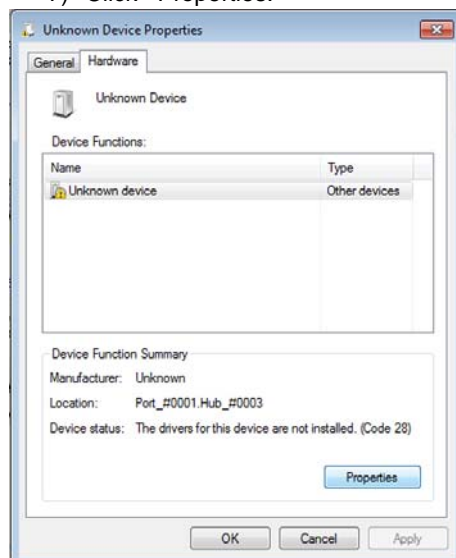 Click Properties.
Unknown Device Properties
General Hardware
Unknown Device
Device Functions:
Name Type
Unknown device Other devices
Device Function Summary
Manufacturer: Unknown
Location: Port_#0001.Hub_#0003
Device status: The drivers for this device are not installed. (Code 28)
Properties
OK Cancel Apply